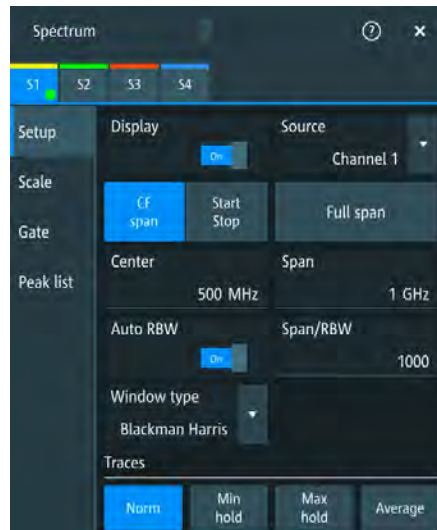 Spectrum ? ×
S1 S2 S3 S4
Setup
Scale
Gate
Peak list
Display
On
Source
Channel 1
CF
span
Start
Stop
Full span
Center
500 MHz
Span
1 GHz
Auto RBW
On
Span/RBW
1000
Window type
Blackman Harris
Traces
Norm
Min
hold
Max
hold
Average